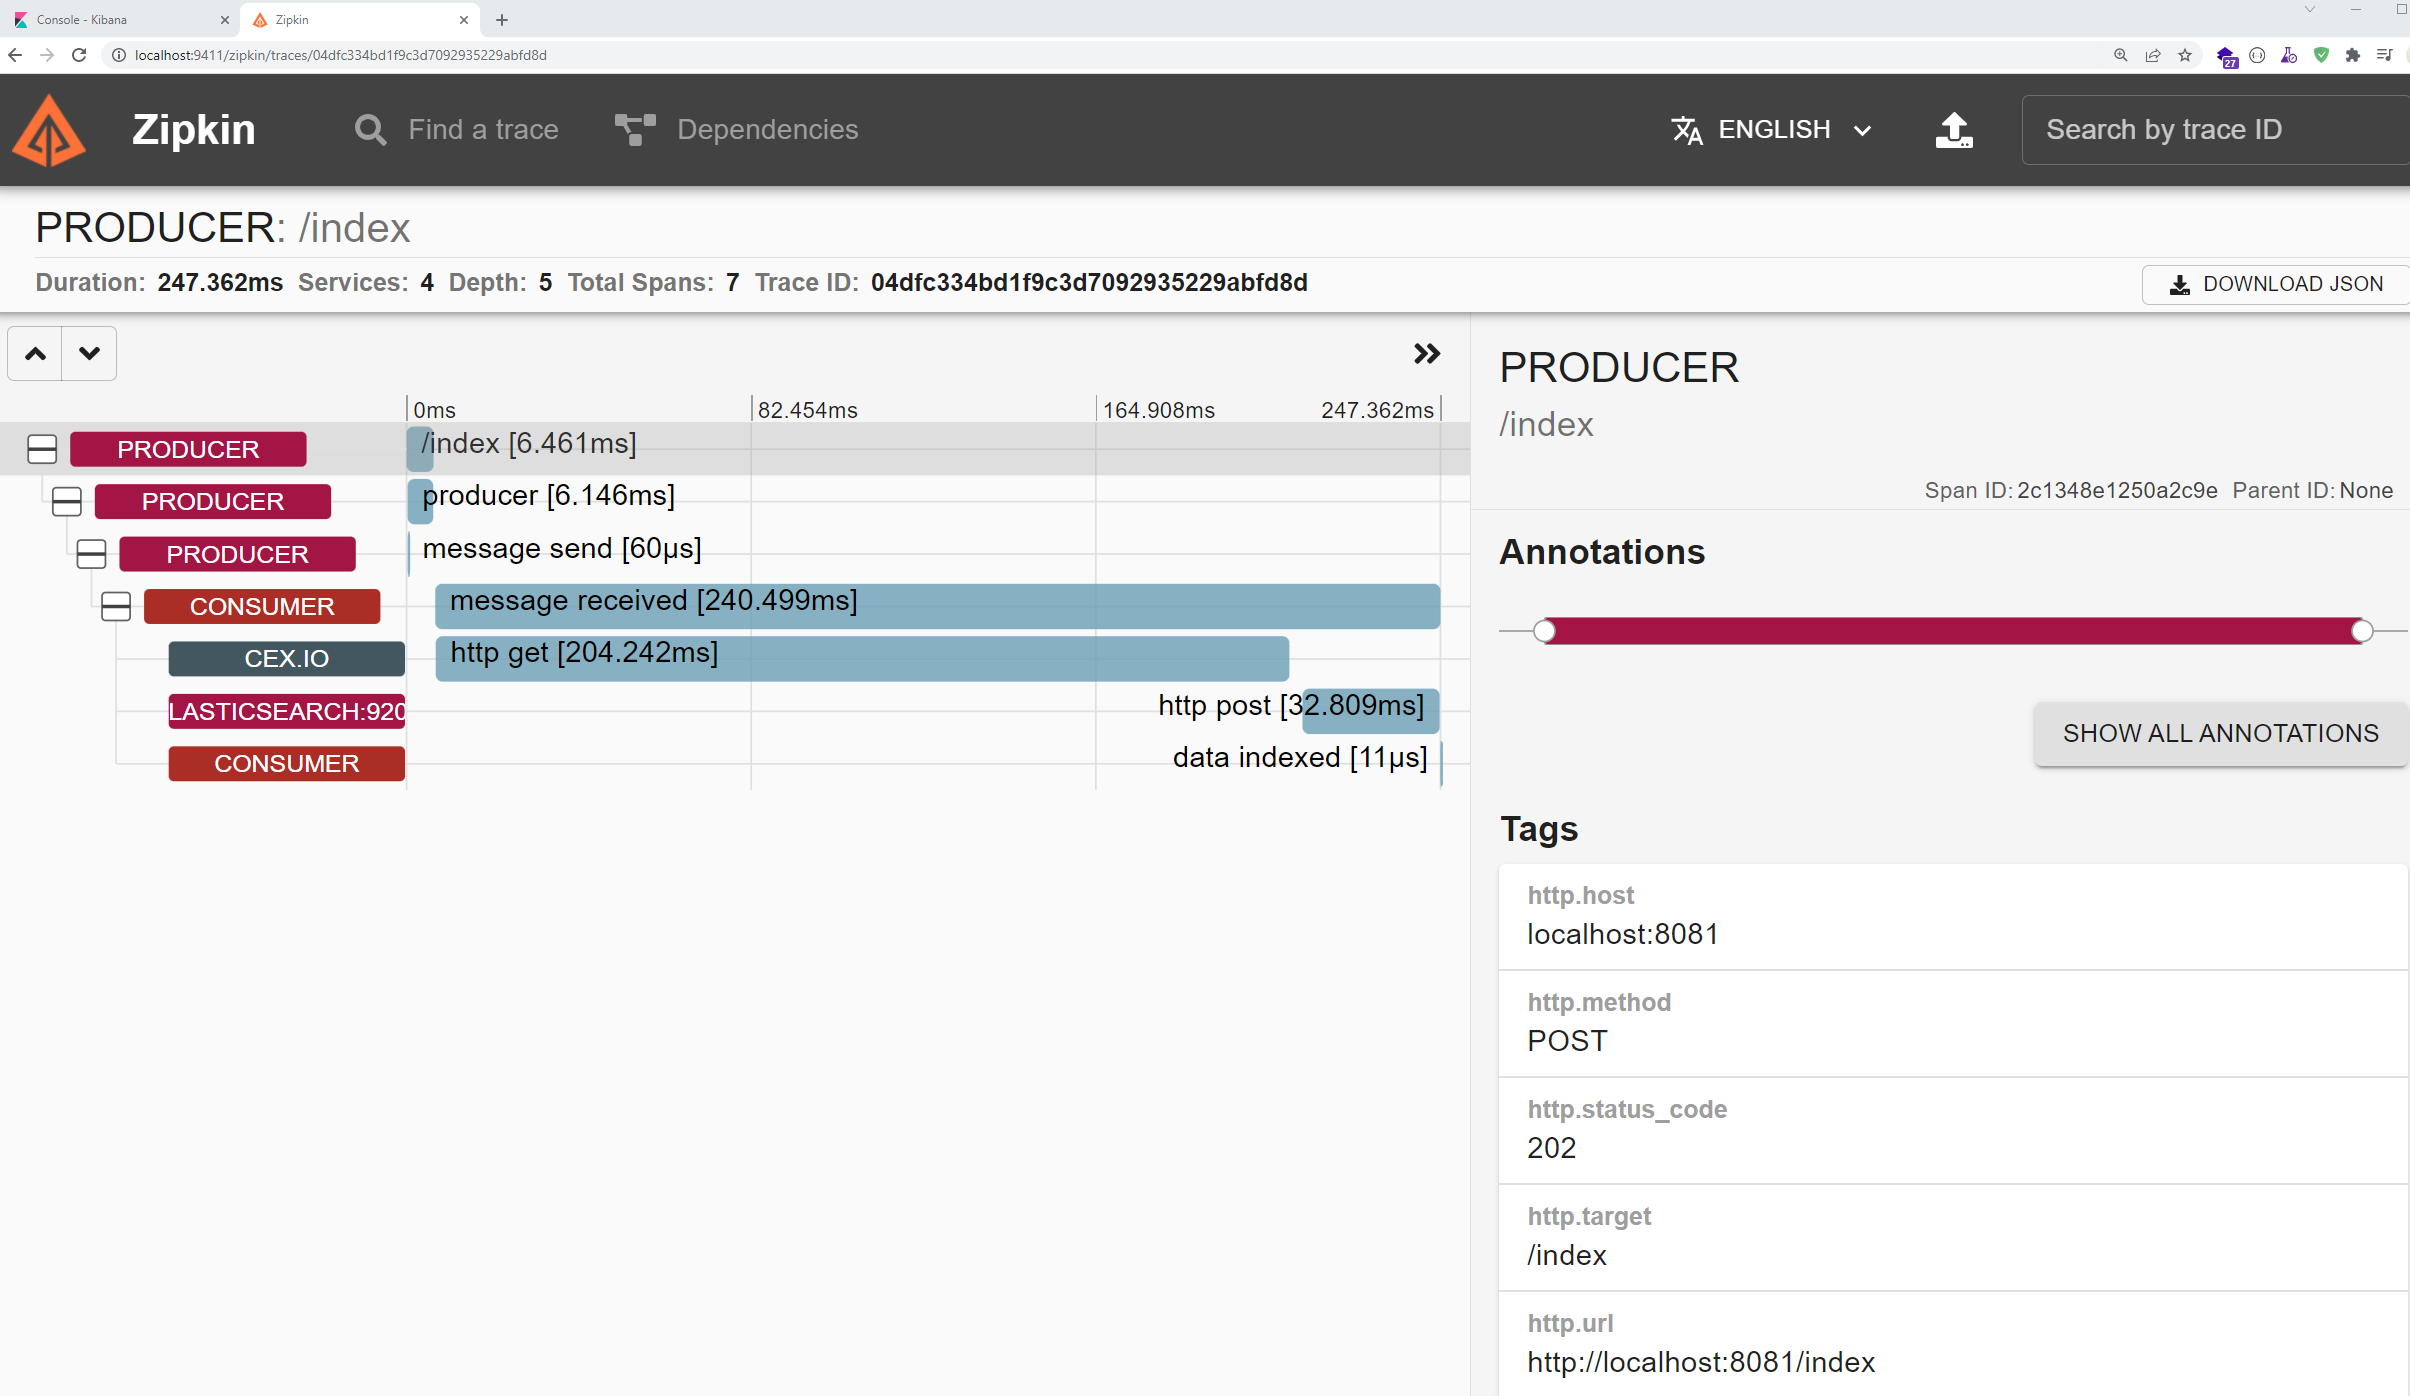 Console - Kibana
Zipkin
localhost:9411/zipkin/traces/04dfc334bd1f9c3d7092935229abfd8d
27
Zipkin
Find a trace
Dependencies
ENGLISH
Search by trace ID
PRODUCER: /index
Duration: 247.362ms Services: 4 Depth: 5 Total Spans: 7 Trace ID: 04dfc334bd1f9c3d7092935229abfd8d
DOWNLOAD JSON
0ms 82.454ms 164.908ms 247.362ms
PRODUCER /index [6.461ms]
PRODUCER producer [6.146ms]
PRODUCER message send [60μs]
CONSUMER message received [240.499ms]
CEX.IO http get [204.242ms]
LASTICSEARCH:920 http post [32.809ms]
CONSUMER data indexed [11μs]
PRODUCER
/index
Span ID: 2c1348e1250a2c9e Parent ID: None
Annotations
SHOW ALL ANNOTATIONS
Tags
http.host
localhost:8081
http.method
POST
http.status_code
202
http.target
/index
http.url
http://localhost:8081/index